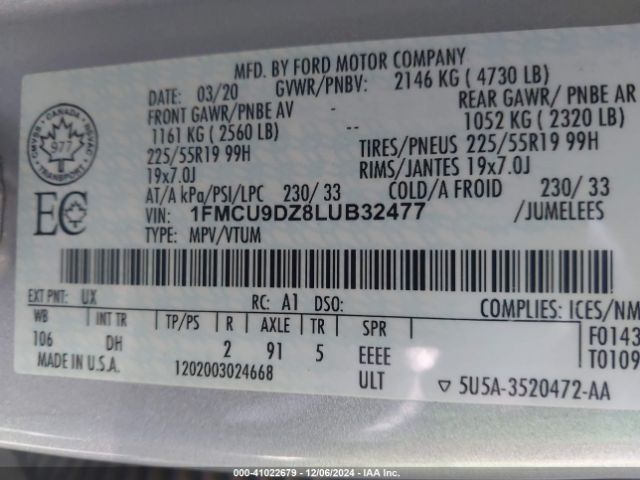 MFD. BY FORD MOTOR COMPANY
DATE: 03/20 GVWR/PNBV: 2146 KG ( 4730 LB)
FRONT GAWR/PNBE AV REAR GAWR/ PNBE AR
1161 KG ( 2560 LB) -- 1052 KG ( 2320 LB)
225/55R19 99H -- TIRES/PNEUS 225/55R19 99H
19x7.0J RIMS/JANTES 19x7.0J
AT/A kPa/PSI/LPC 230/ 33 COLD/A FROID 230/ 33
VIN: 1FMCU9DZ8LUB32477 /JUMELEES
TYPE: MPV/VTUM
CANADA
977
TRANSPORT
EC
EXT PNT: UX RC: A1 DSO: COMPLIES: ICES/NM
WB INT TR TP/PS R AXLE TR SPR F0143
106 DH 2 91 5 EEEE T0109
MADE IN U.S.A. 1202003024668 ULT ▽ 5U5A-3520472-AA
© - 41022679 - 12/06/2024 - IAA Inc.